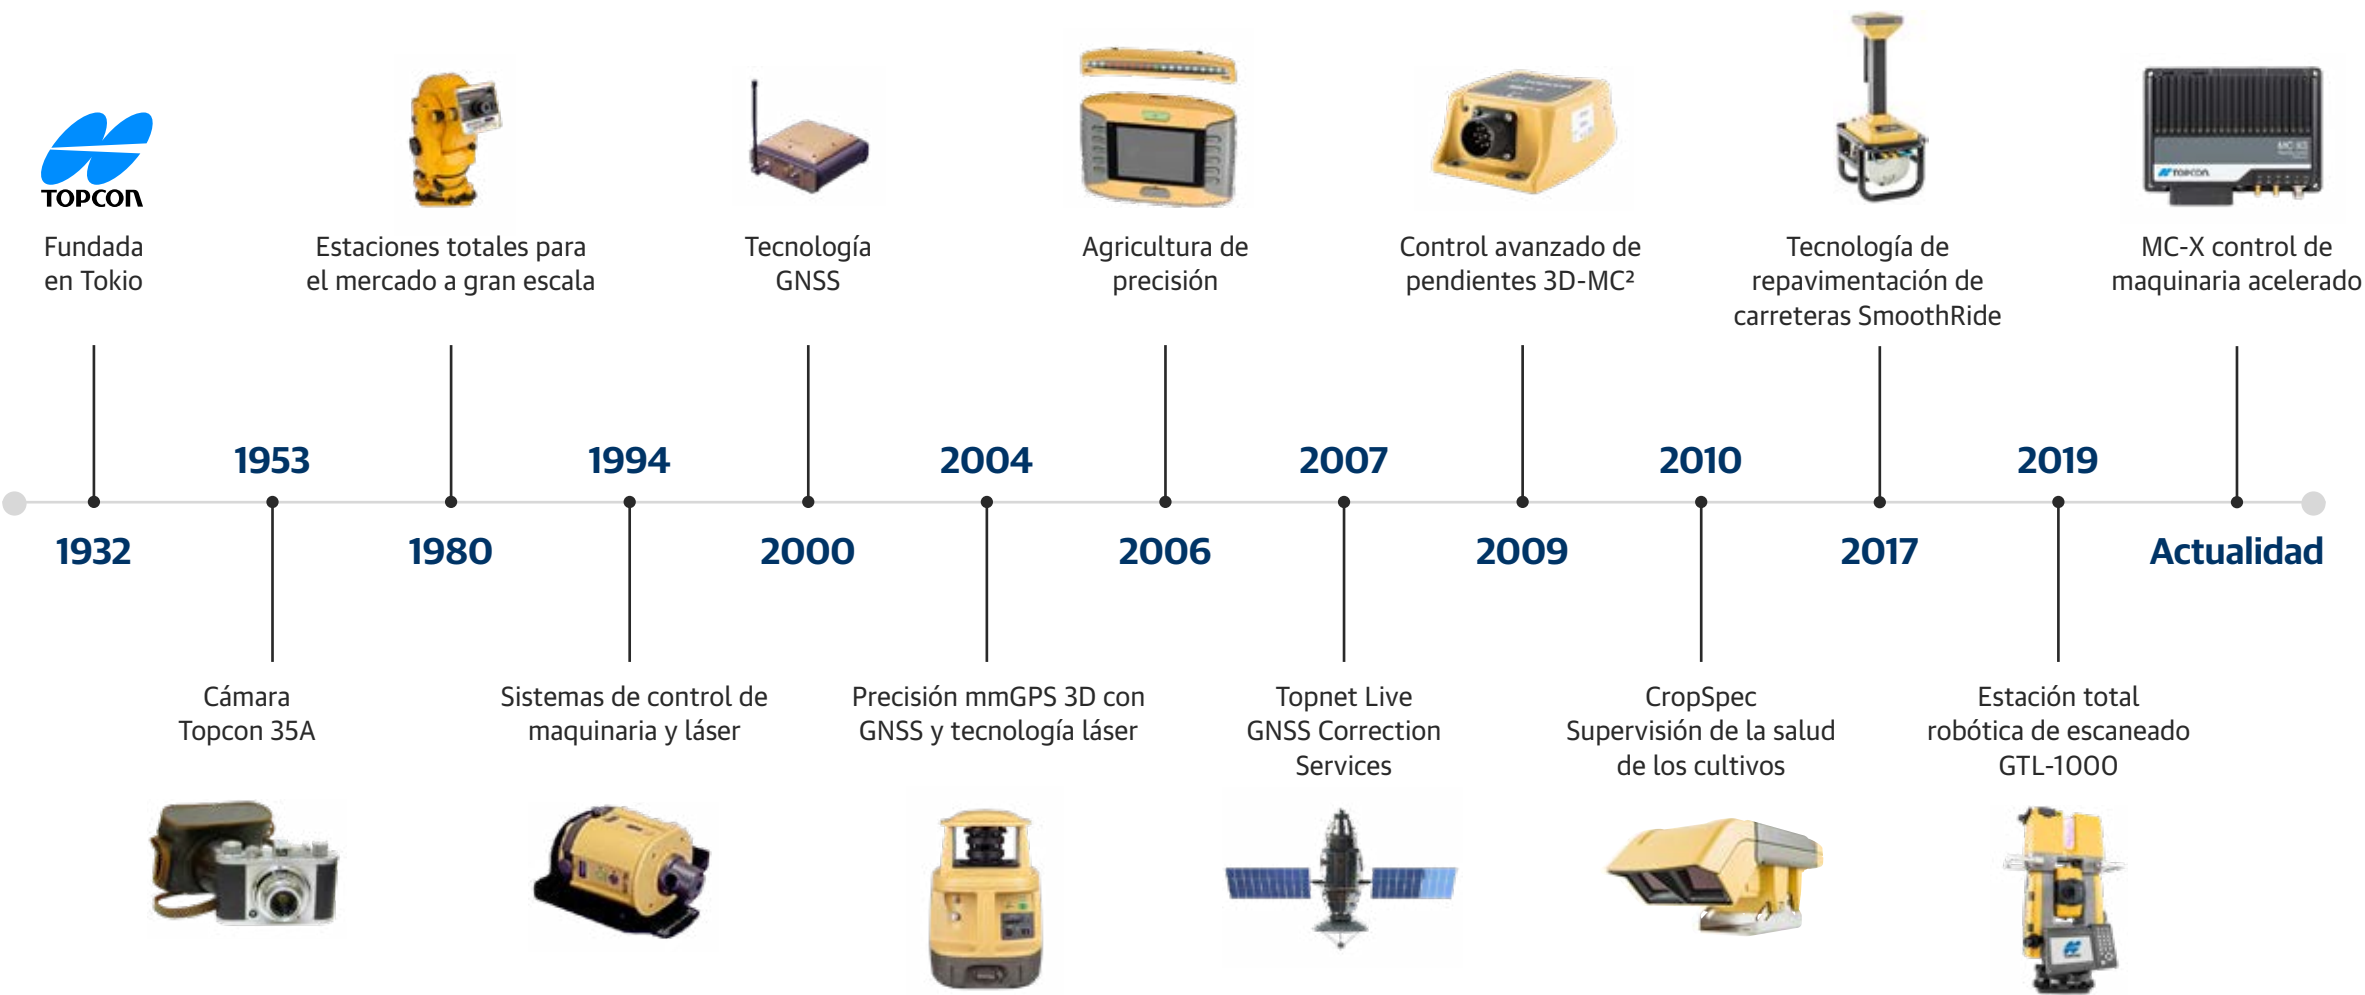 TOPCON
Fundada
en Tokio
1932
1953
Cámara
Topcon 35A
Estaciones totales para
el mercado a gran escala
1980
1994
Sistemas de control de
maquinaria y láser
Tecnología
GNSS
2000
2004
Precisión mmGPS 3D con
GNSS y tecnología láser
Agricultura de
precisión
2006
2007
Topnet Live
GNSS Correction
Services
Control avanzado de
pendientes 3D-MC²
2009
2010
CropSpec
Supervisión de la salud
de los cultivos
Tecnología de
repavimentación de
carreteras SmoothRide
2017
2019
Estación total
robótica de escaneado
GTL-1000
TOPCON
MC-X control de
maquinaria acelerado
Actualidad